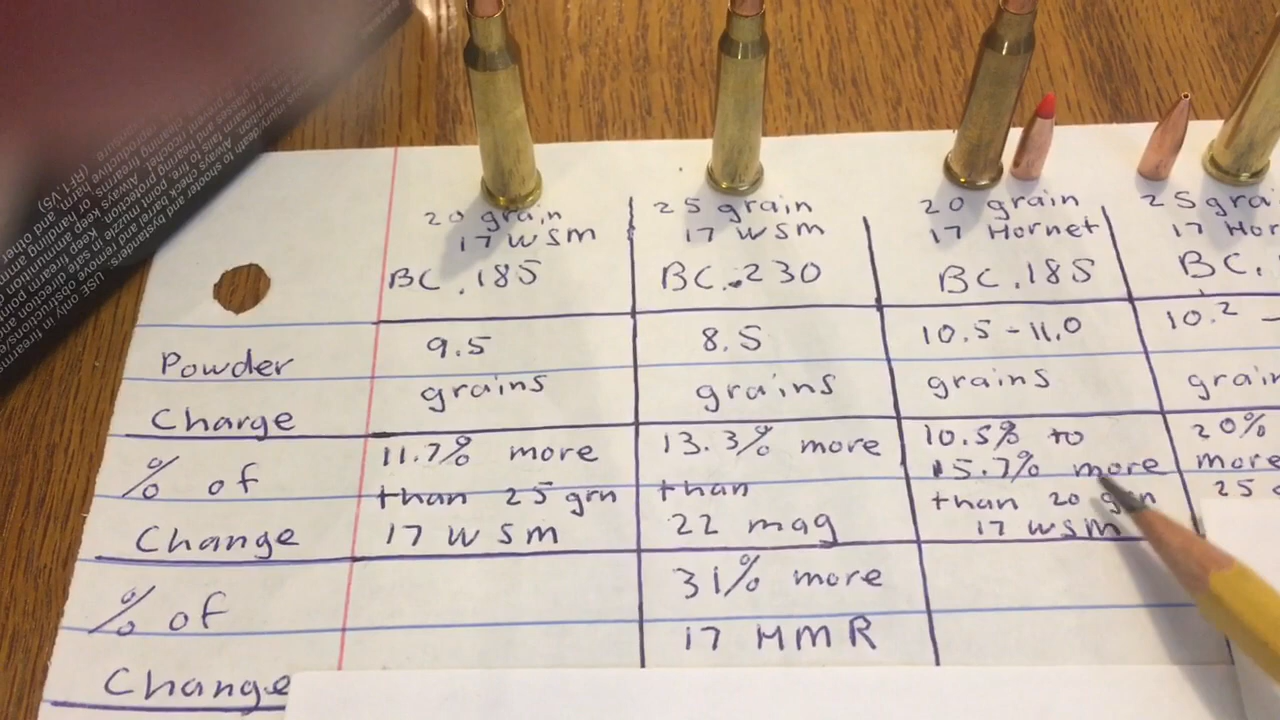 20 grain
17 WSM
BC .185
25 grain
17 WSM
BC .230
20 grain
17 Hornet
BC .185
25
17
BC.
Powder
Charge
9.5
grains
8.5
grains
10.5 - 11.0
grains
10.2 -
% of
Change
11.7% more
than 25 grn
17 WSM
13.3% more
than
22 mag
10.5% to
15.7% more
than 20 grn
17 WSM
20%
more
25
% of
Change
31% more
17 HMR